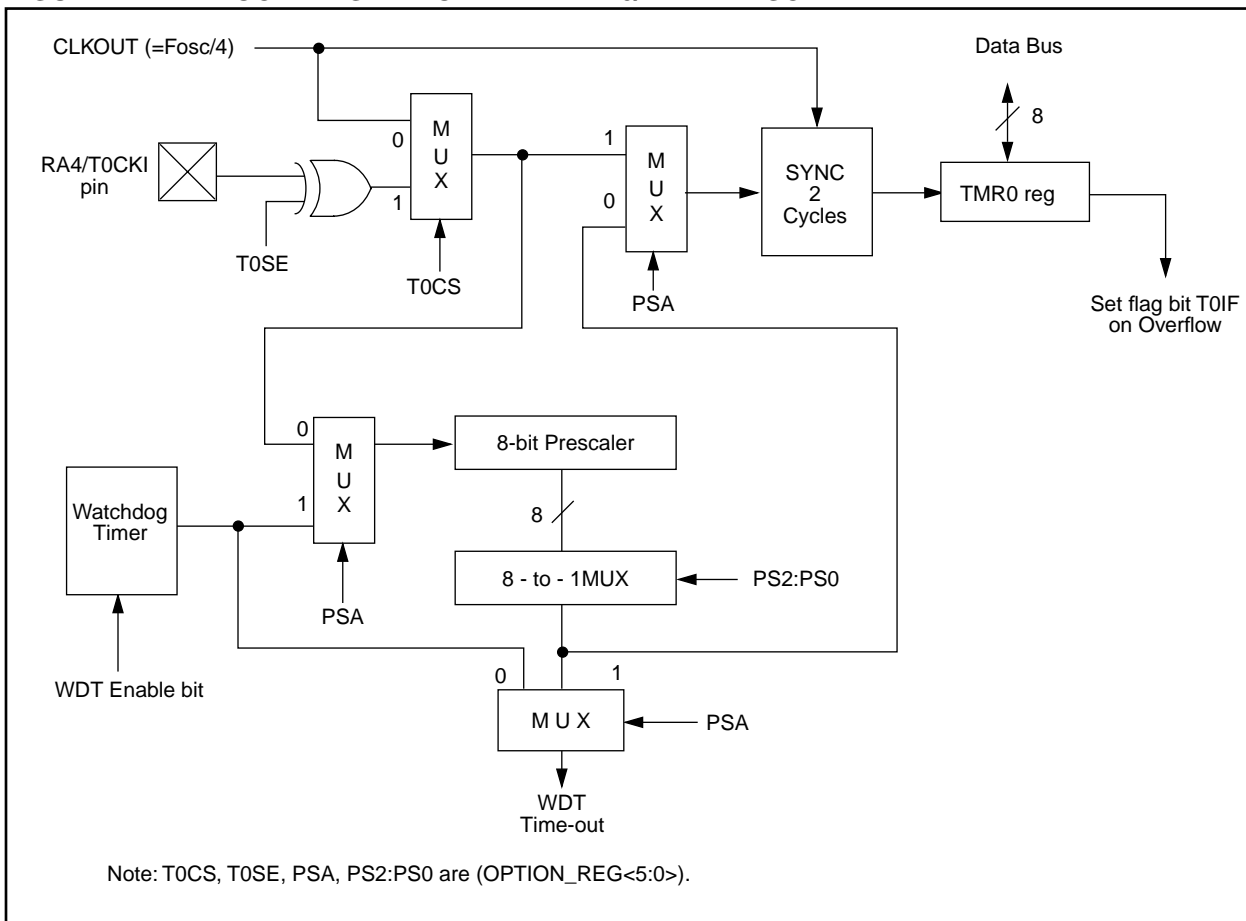 CLKOUT (=Fosc/4)
Data Bus
8
M
U
X
0
1
RA4/T0CKI
pin
T0SE
T0CS
1
0
M
U
X
PSA
SYNC
2
Cycles
TMR0 reg
Set flag bit T0IF
on Overflow
0
1
M
U
X
PSA
8-bit Prescaler
8
Watchdog
Timer
WDT Enable bit
8 - to - 1MUX
PS2:PS0
0
1
M U X
PSA
WDT
Time-out
Note: T0CS, T0SE, PSA, PS2:PS0 are (OPTION_REG<5:0>).